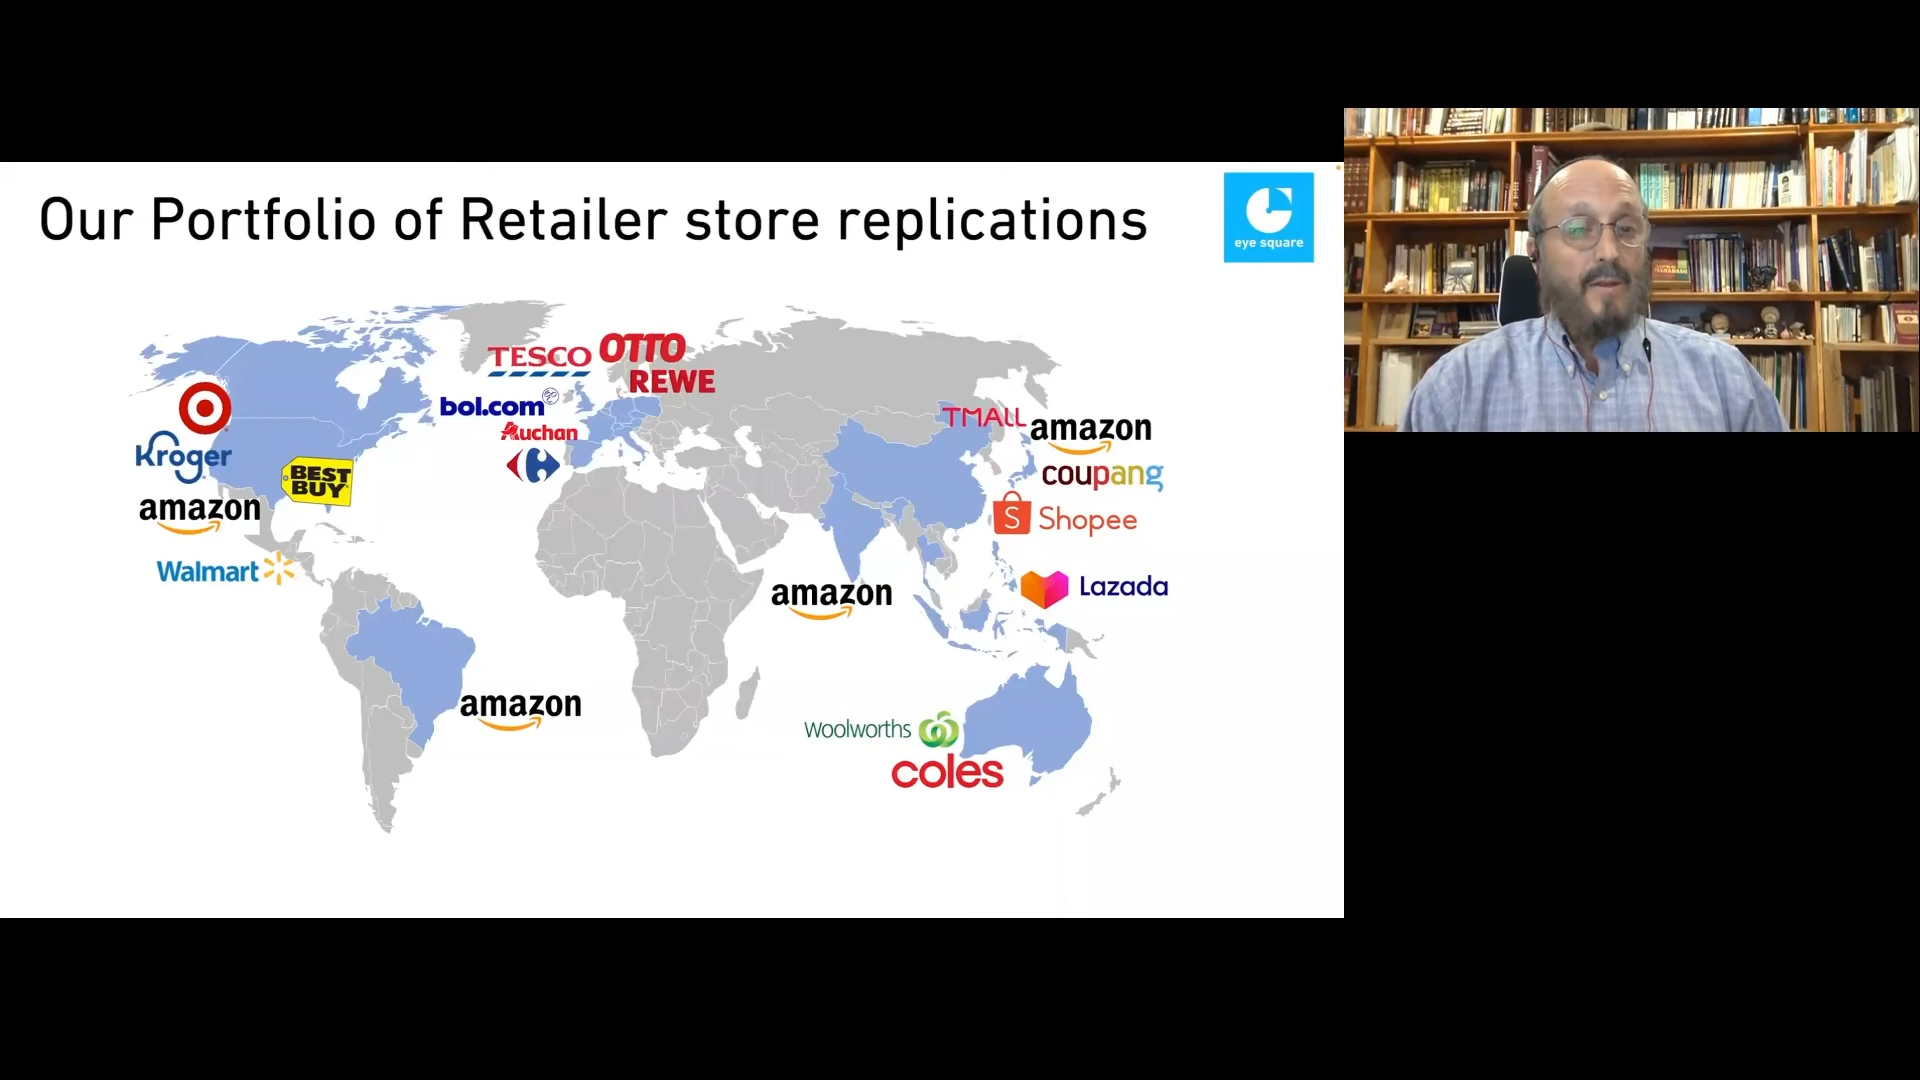 Our Portfolio of Retailer store replications
eye square
TESCO
OTTO
REWE
bol.com
Auchan
Kroger
BEST
BUY
amazon
Walmart
TMALL
amazon
coupang
S Shopee
Lazada
amazon
amazon
Woolworths
coles